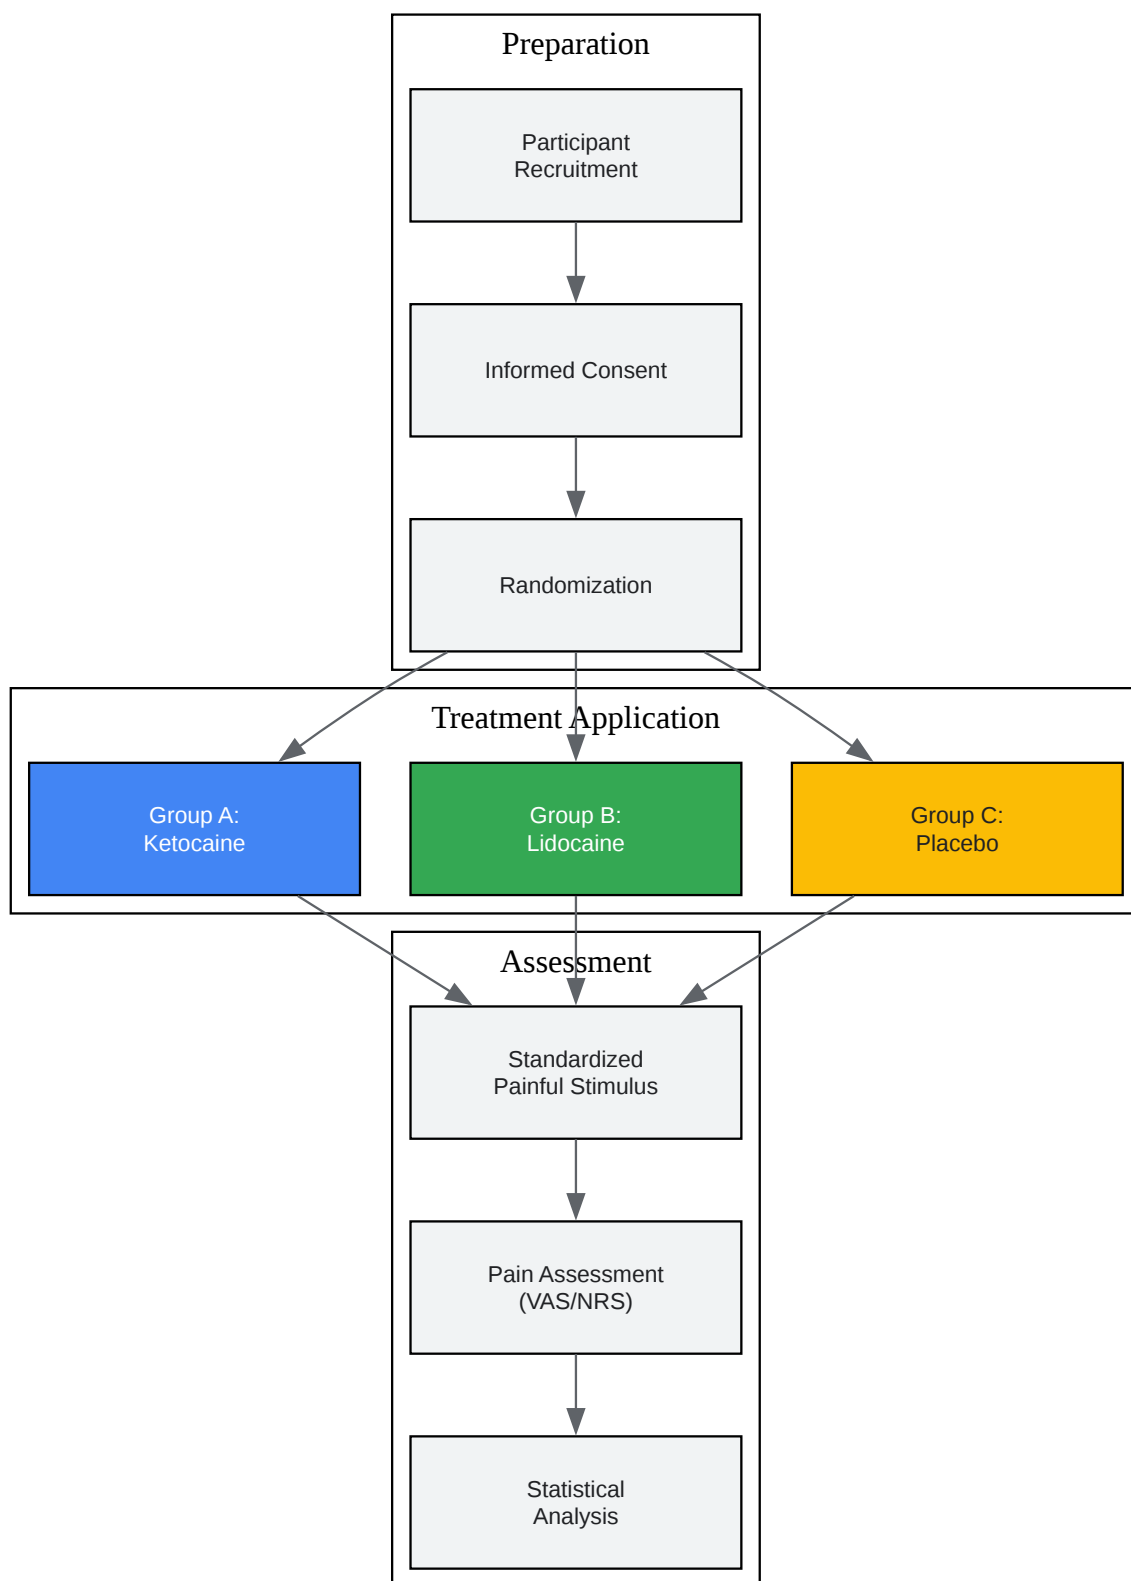 Preparation
Participant
Recruitment
Informed Consent
Randomization
Treatment Application
Group A:
Ketocaine
Group B:
Lidocaine
Group C:
Placebo
Assessment
Standardized
Painful Stimulus
Pain Assessment
(VAS/NRS)
Statistical
Analysis